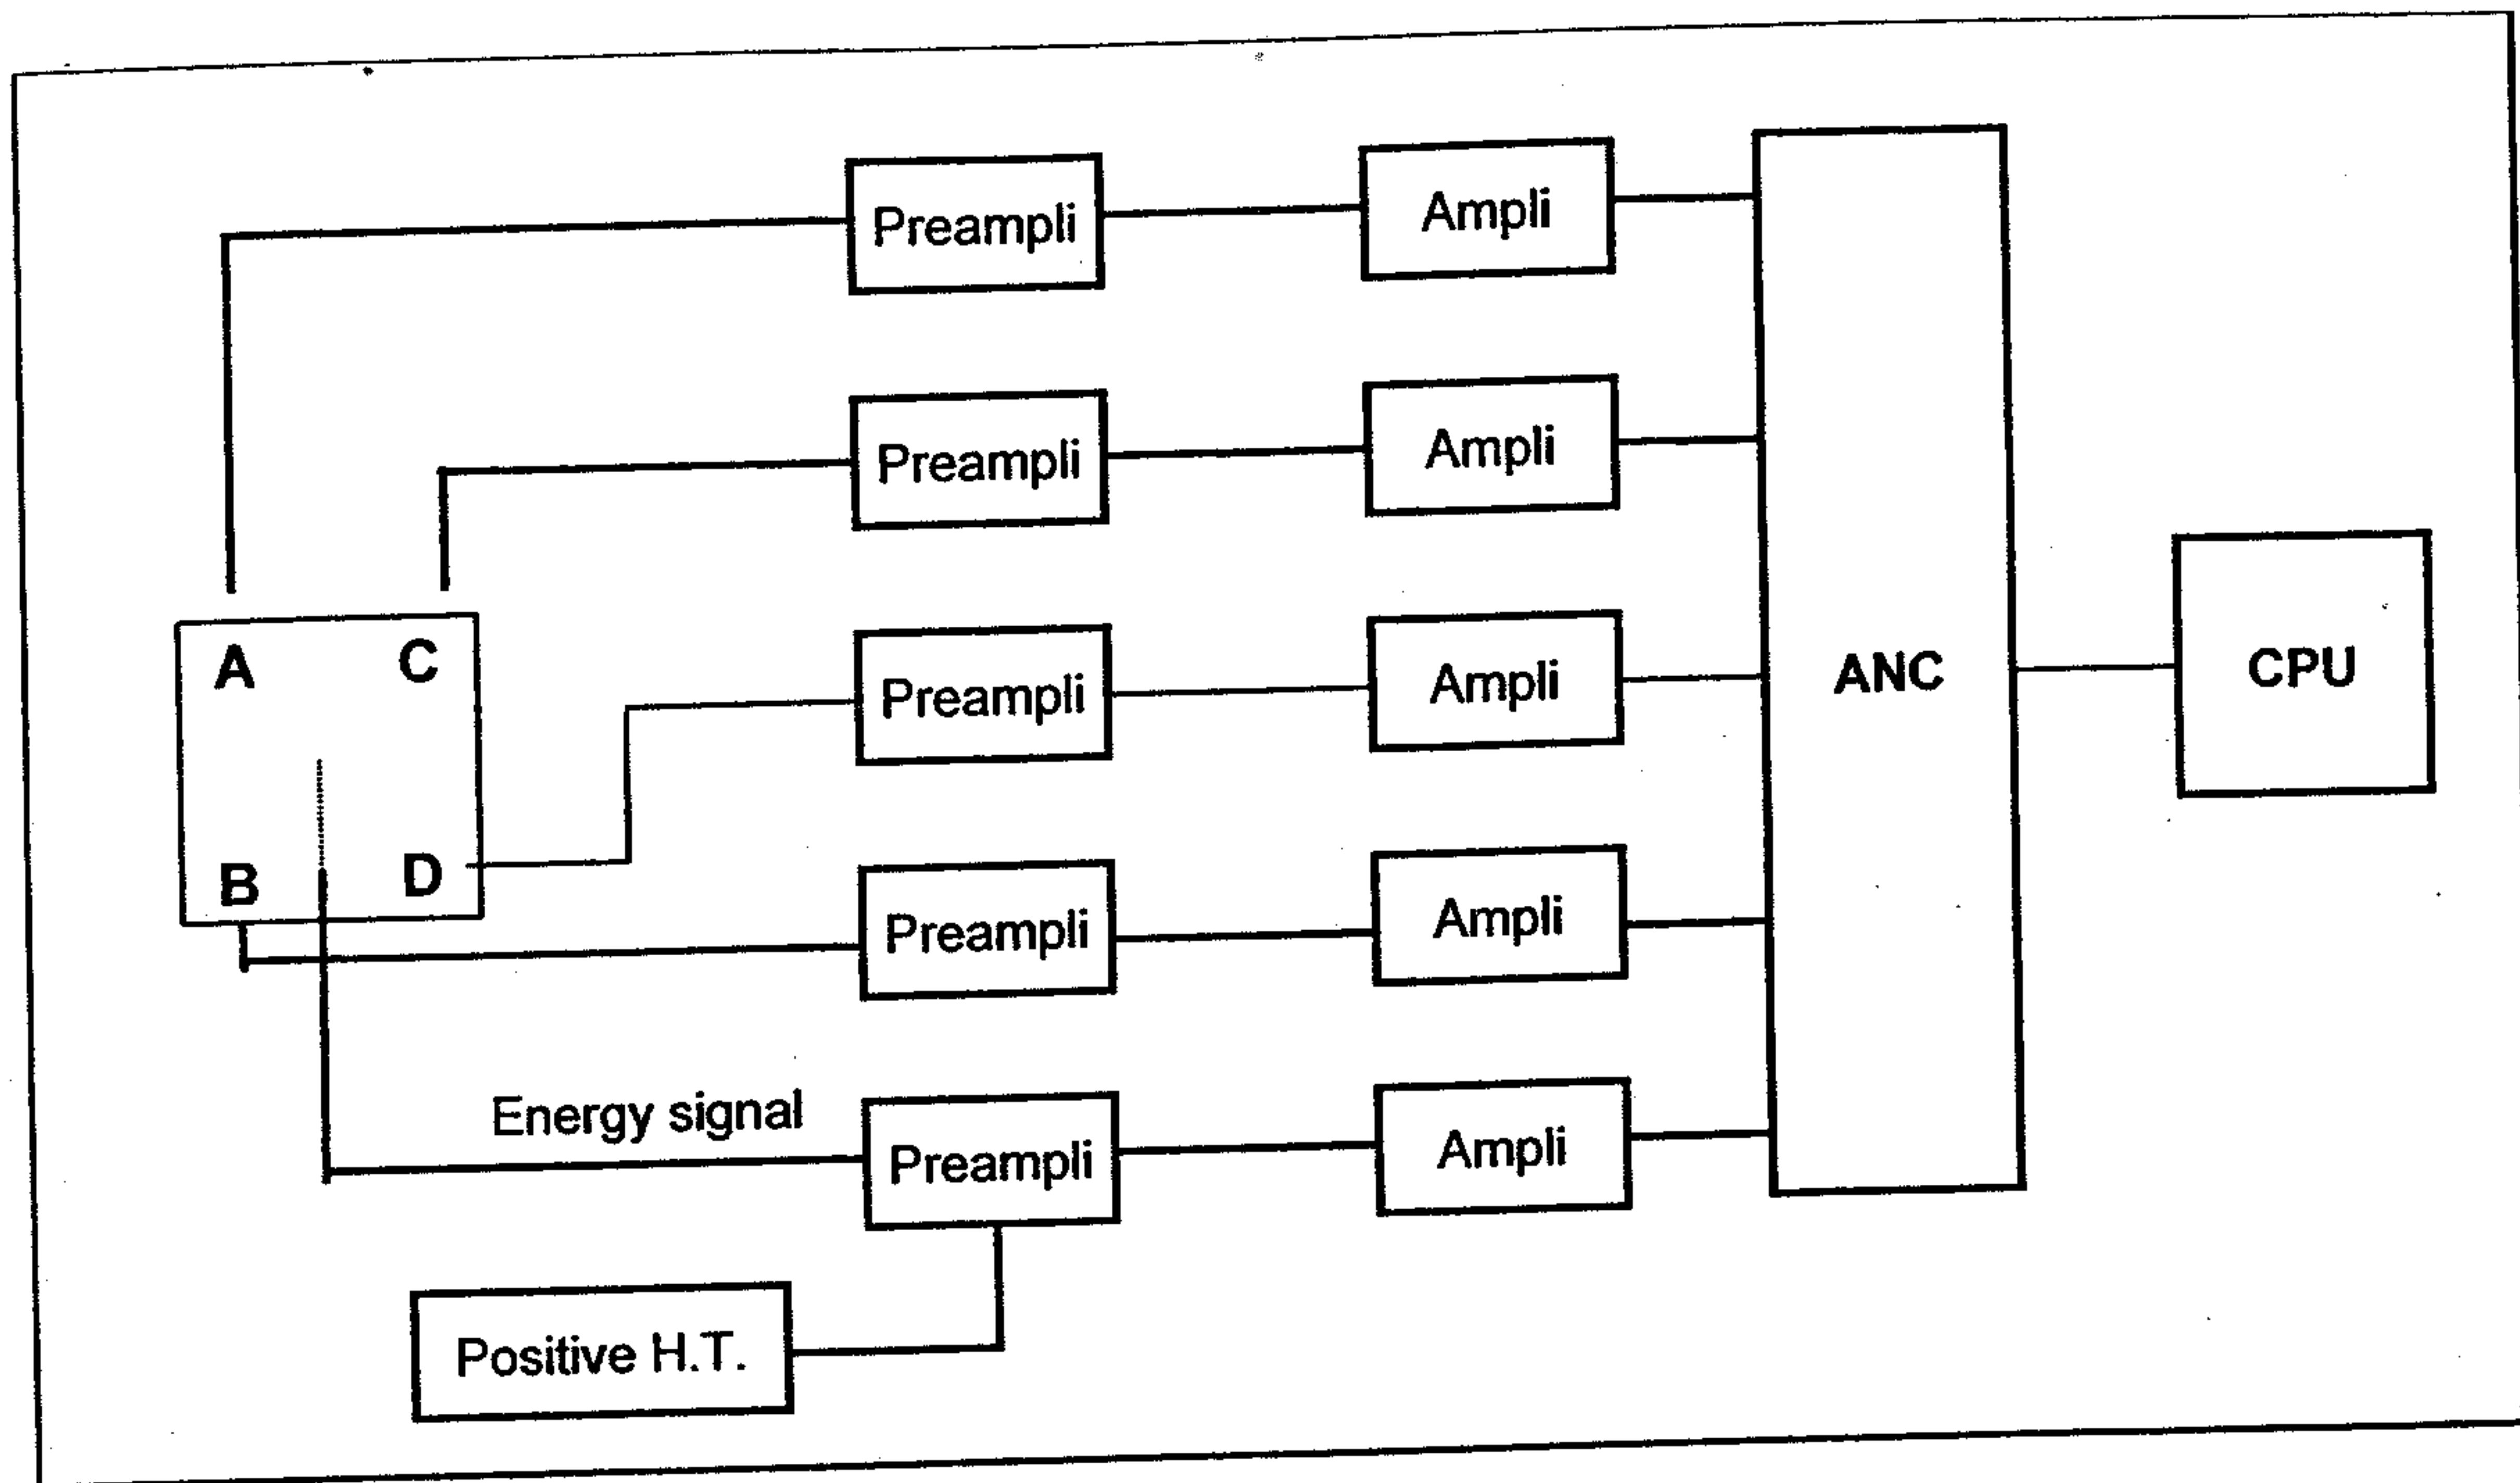 Preampli
Ampli
Preampli
Ampli
A
C
Preampli
Ampli
ANC
CPU
B
D
Preampli
Ampli
Energy signal
Preampli
Ampli
Positive H.T.